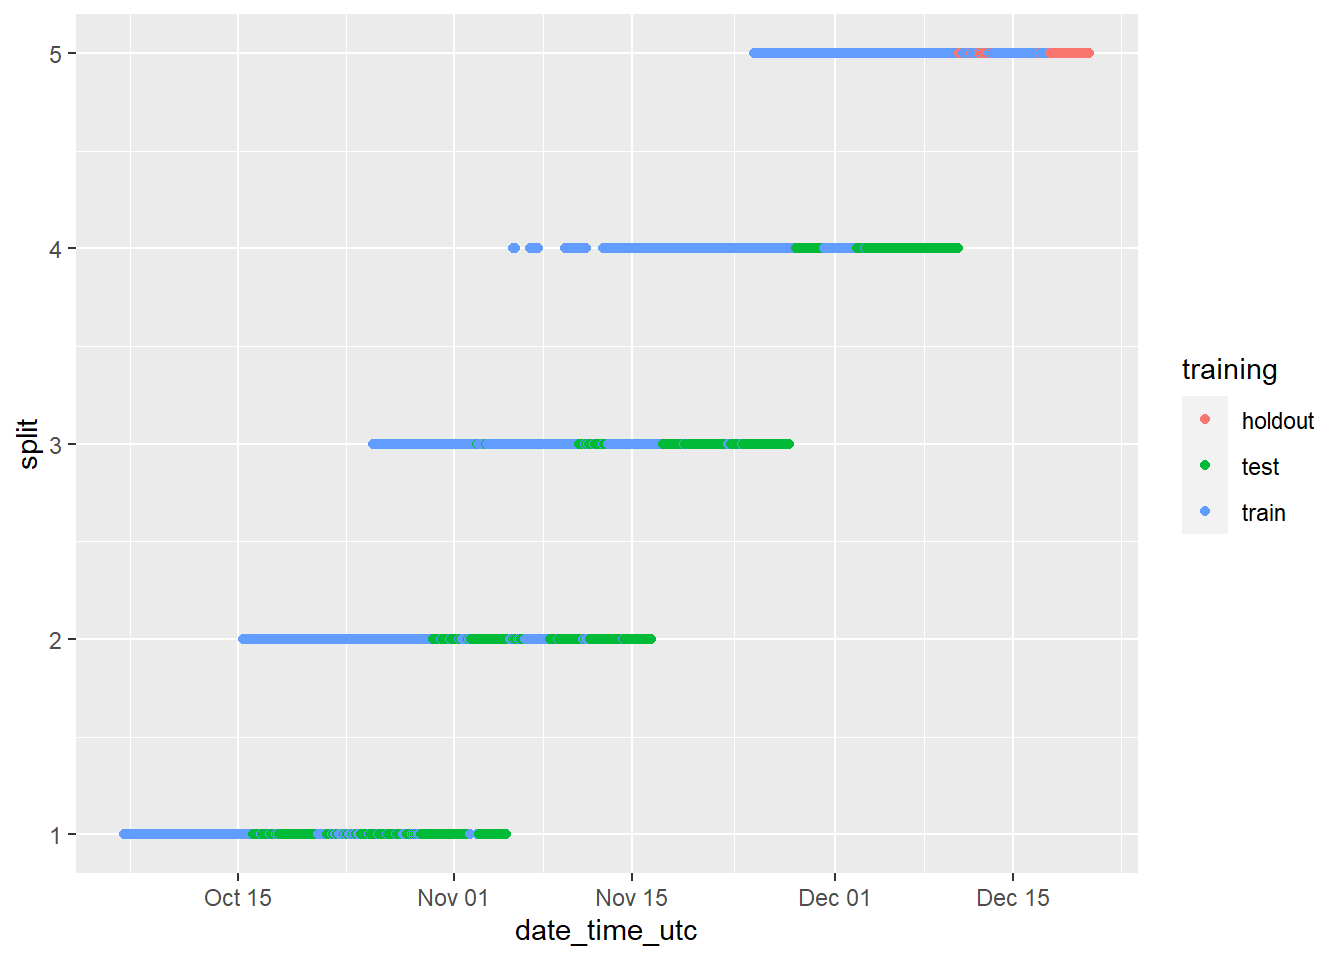 5
4
3
2
1
split
Oct 15
Nov 01
Nov 15
Dec 01
Dec 15
date_time_utc
training
holdout
test
train